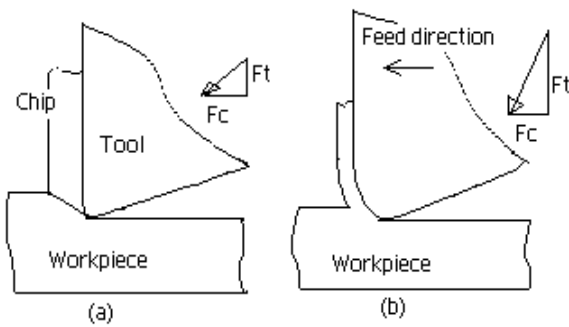 Chip
Tool
Ft
Fc
Workpiece
(a)
Feed direction
Ft
Fc
Workpiece
(b)